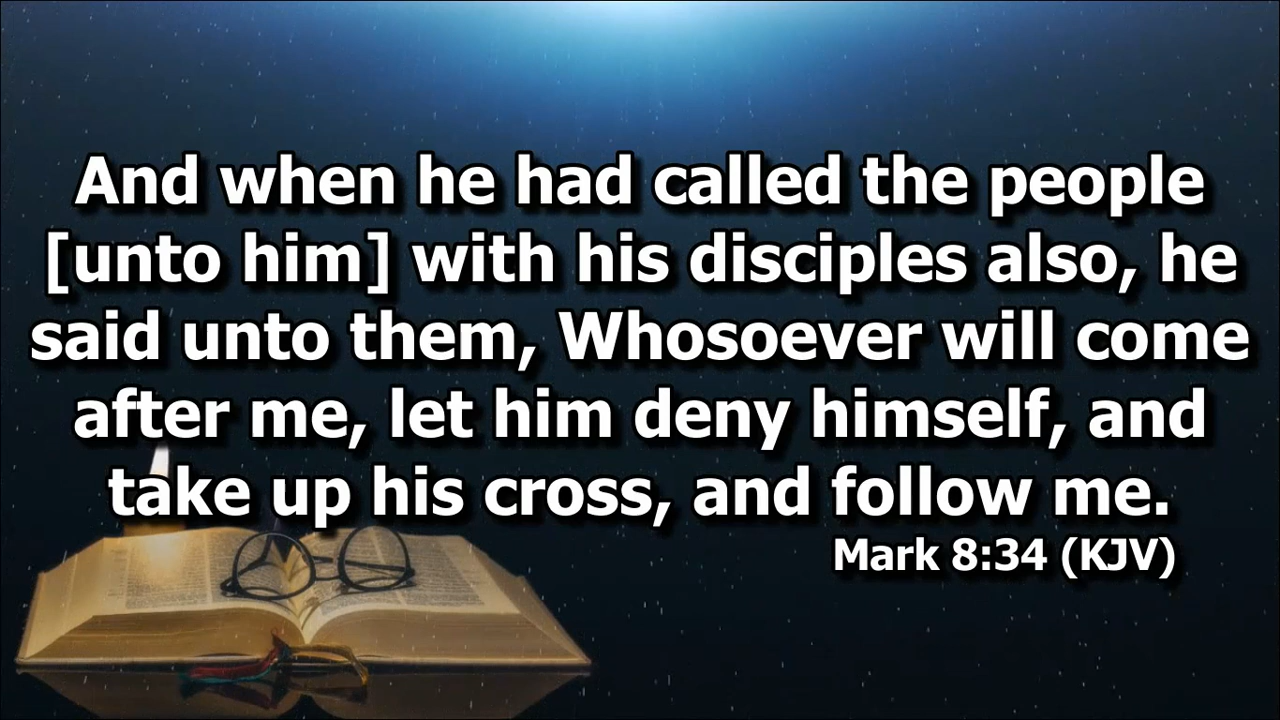 And when he had called the people
[unto him] with his disciples also, he
said unto them, Whosoever will come
after me, let him deny himself, and
take up his cross, and follow me.
Mark 8:34 (KJV)